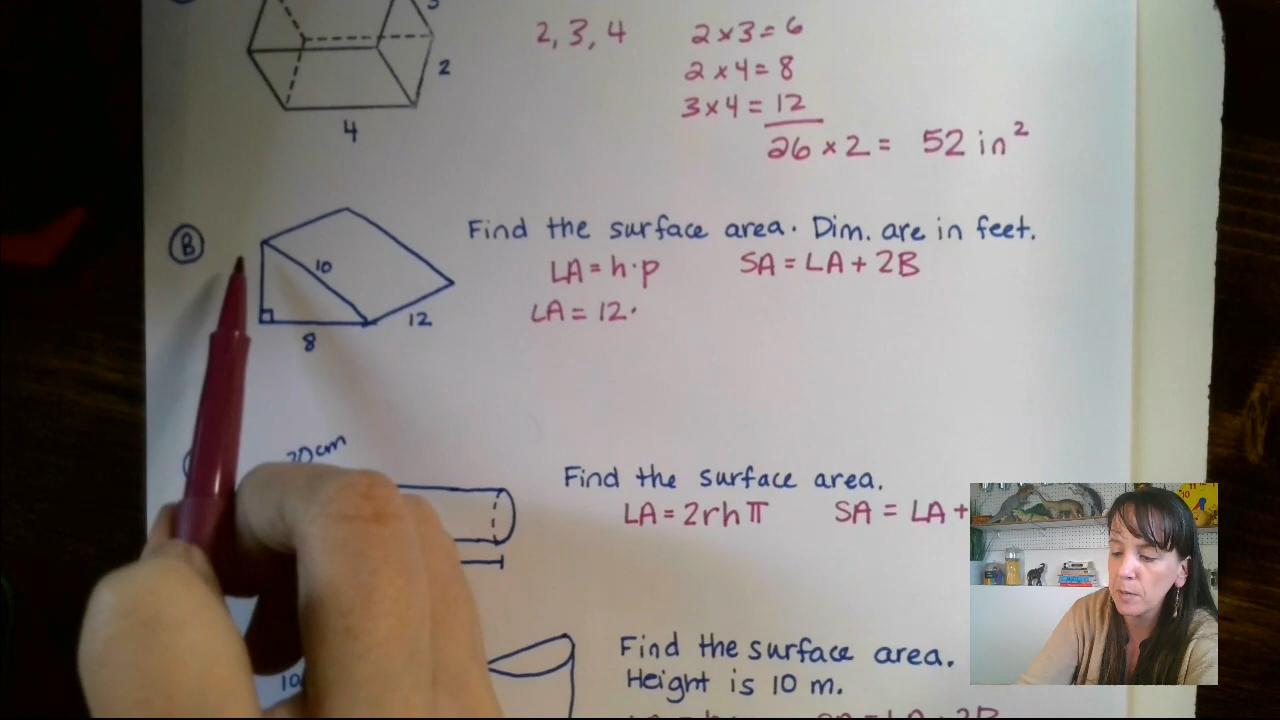 3
2, 3, 4
2 x 3 = 6
2
2 x 4 = 8
3 x 4 = 12
4
26 x 2 = 52 in²
B
10
8
12
Find the surface area. Dim. are in feet.
LA = h·p SA = LA + 2B
LA = 12·
20cm
Find the surface area.
LA = 2rhπ SA = LA +
10
Find the surface area.
Height is 10 m.
11
10